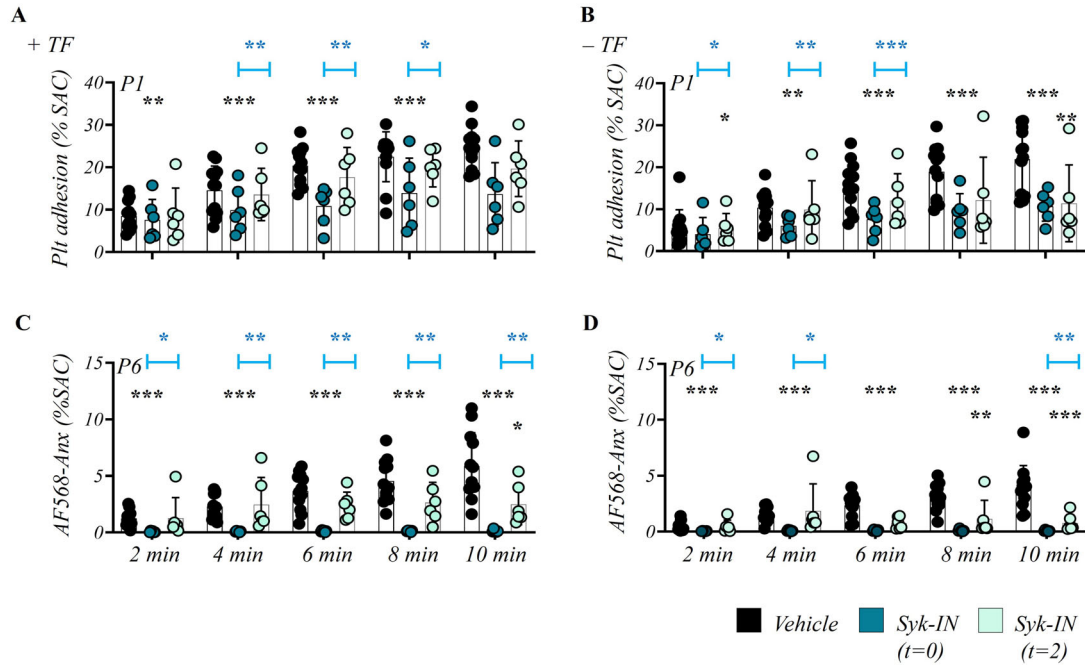 A
+ TF
** ** *
Plt adhesion (% SAC)
P1
40
30
20
10
0
** *** *** ***
B
– TF
* ** ***
Plt adhesion (% SAC)
P1
40
30
20
10
0
** *** *** ***
* **
C
* ** ** ** **
AF568-Anx (%SAC)
P6
15
10
5
0
*** *** *** *** ***
*
2 min 4 min 6 min 8 min 10 min
D
* * **
AF568-Anx (%SAC)
P6
15
10
5
0
*** *** *** *** ***
** ***
2 min 4 min 6 min 8 min 10 min
Vehicle
Syk-IN
(t=0)
Syk-IN
(t=2)